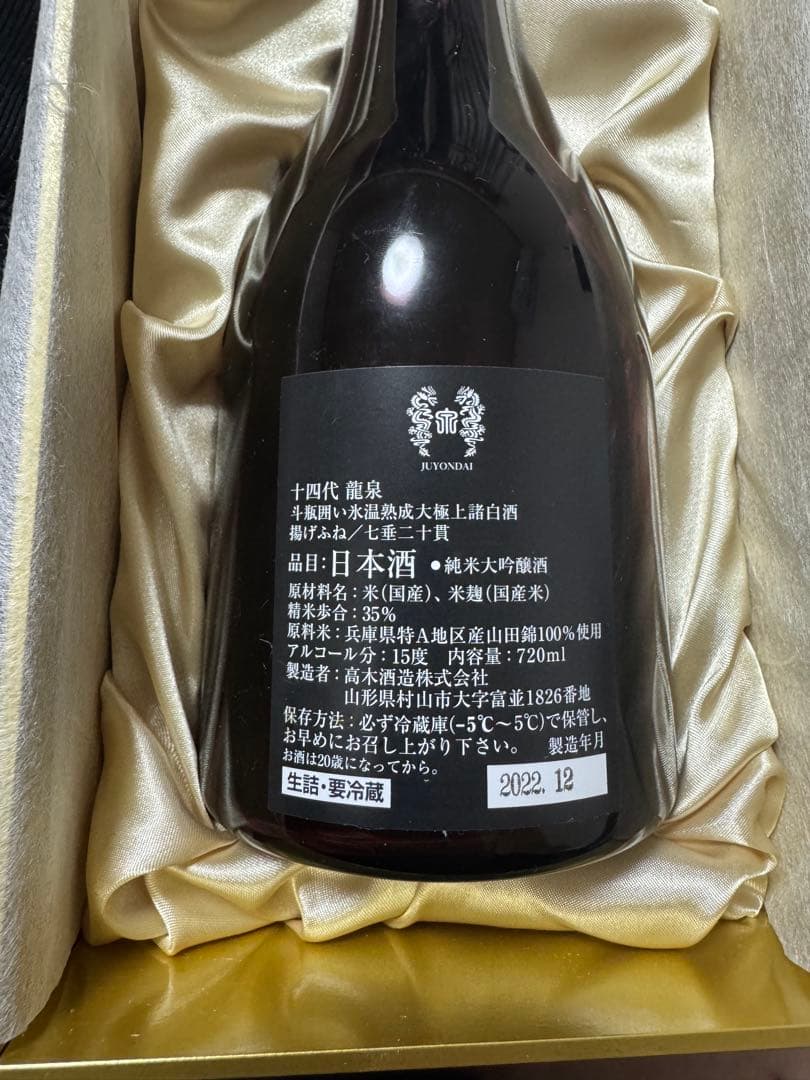 JUYONDAI
十四代 龍泉
斗瓶囲い氷温熟成大極上諸白酒
揚げふね／七垂二十貫
品目：日本酒 ●純米大吟醸酒
原材料名：米（国産）、米麹（国産米）
精米歩合：35%
原料米：兵庫県特A地区産山田錦100%使用
アルコール分：15度 内容量：720ml
製造者：高木酒造株式会社
山形県村山市大字富並1826番地
保存方法：必ず冷蔵庫(−5℃〜5℃)で保管し、
お早めにお召し上がり下さい。 製造年月
お酒は20歳になってから。
生詰・要冷蔵 2022. 12